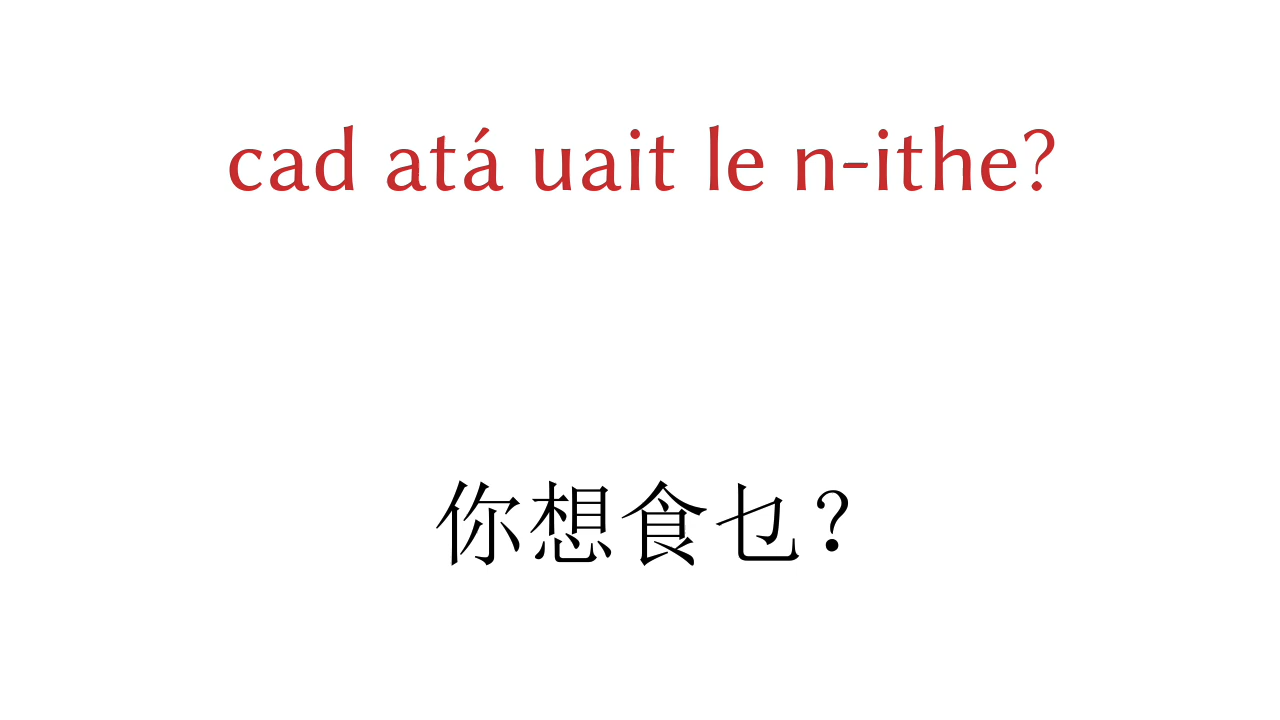 cad atá uait le n-ithe?
你想食乜？